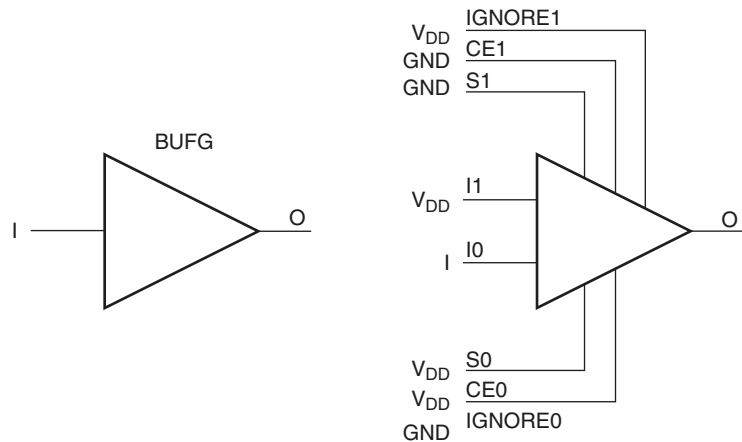 BUFG
I
O
VDD IGNORE1
GND CE1
GND S1
VDD I1
I I0
O
VDD S0
VDD CE0
GND IGNORE0